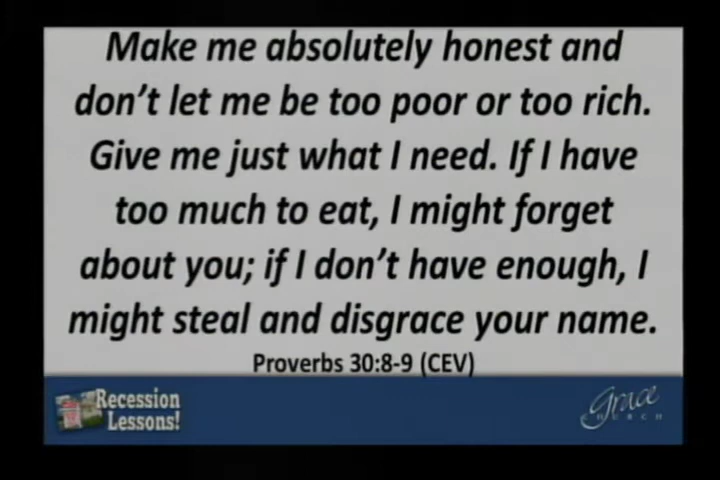 Make me absolutely honest and
don't let me be too poor or too rich.
Give me just what I need. If I have
too much to eat, I might forget
about you; if I don't have enough, I
might steal and disgrace your name.
Proverbs 30:8-9 (CEV)
Recession
Lessons!
Grace
CHURCH